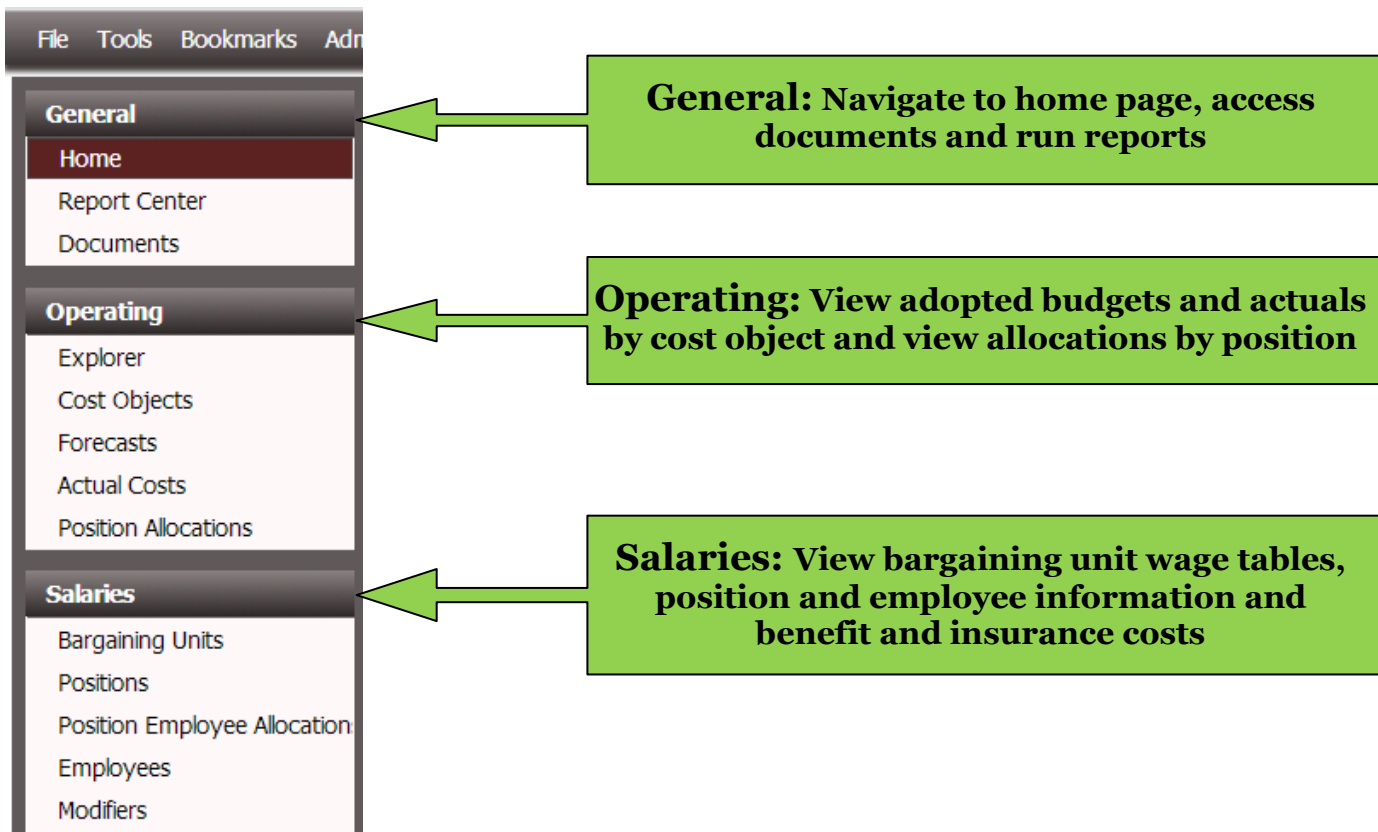 File Tools Bookmarks Adm
General
Home
Report Center
Documents
Operating
Explorer
Cost Objects
Forecasts
Actual Costs
Position Allocations
Salaries
Bargaining Units
Positions
Position Employee Allocations
Employees
Modifiers
General: Navigate to home page, access
documents and run reports
Operating: View adopted budgets and actuals
by cost object and view allocations by position
Salaries: View bargaining unit wage tables,
position and employee information and
benefit and insurance costs